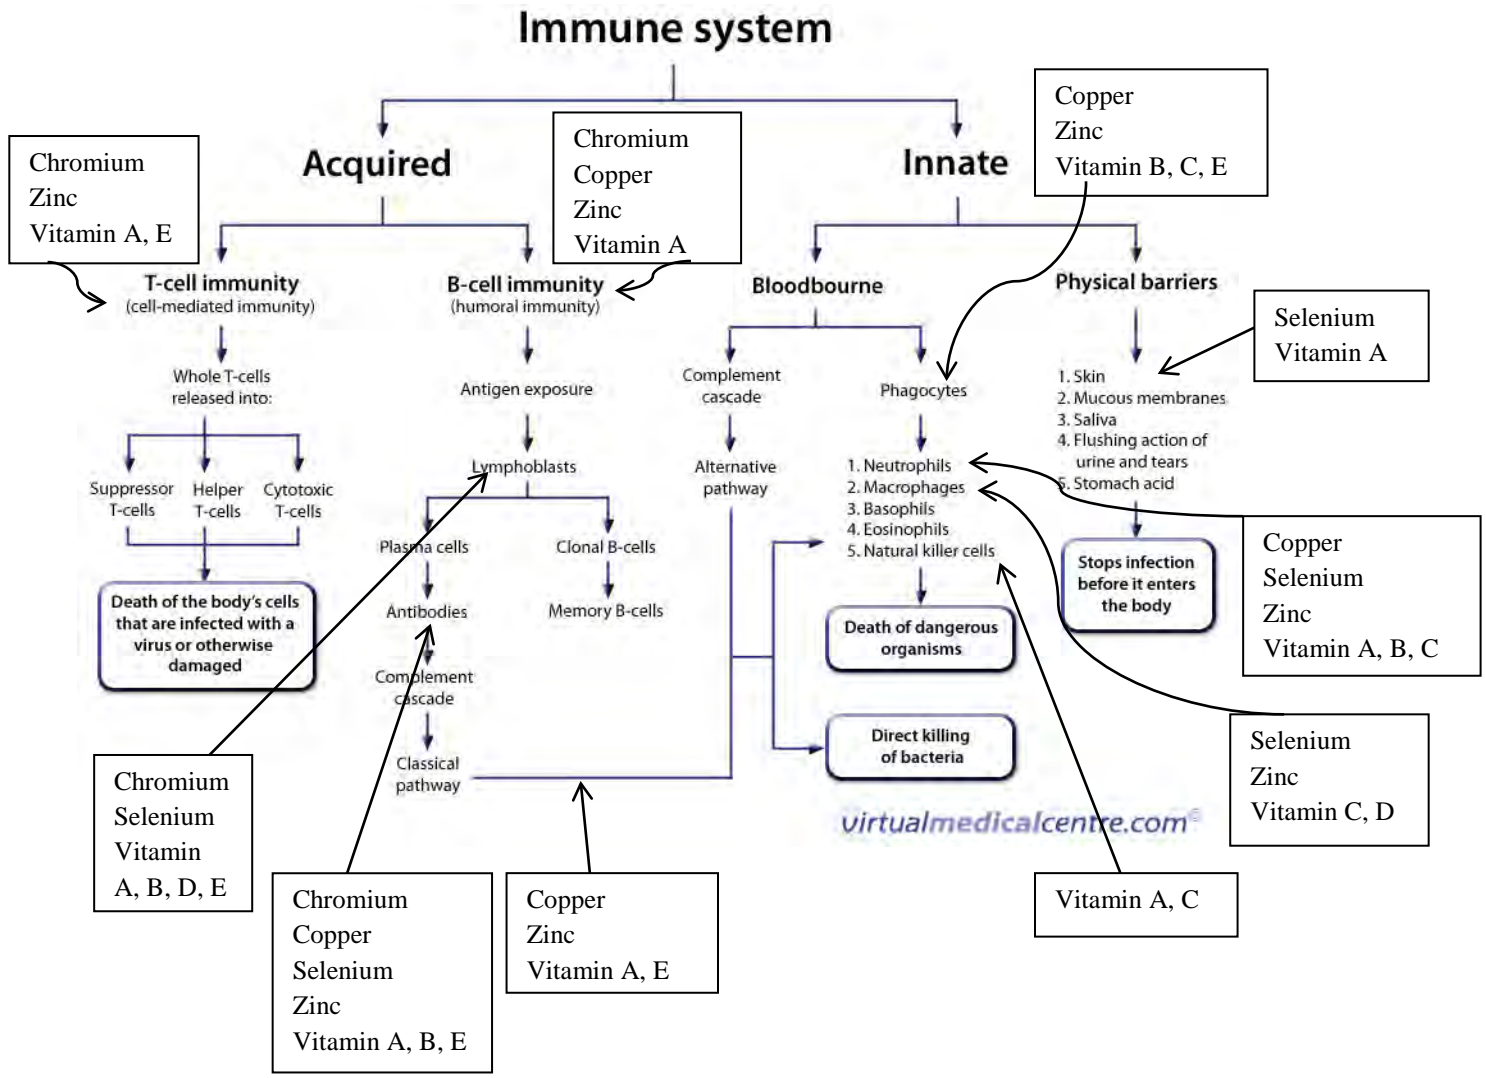 Immune system
Copper
Zinc
Vitamin B, C, E
Chromium
Zinc
Vitamin A, E
Acquired
Chromium
Copper
Zinc
Vitamin A
Innate
T-cell immunity
(cell-mediated immunity)
B-cell immunity
(humoral immunity)
Bloodbourne
Physical barriers
Selenium
Vitamin A
Whole T-cells
released into:
Antigen exposure
Complement
cascade
Phagocytes
1. Skin
2. Mucous membranes
3. Saliva
4. Flushing action of
urine and tears
5. Stomach acid
Suppressor
T-cells
Helper
T-cells
Cytotoxic
T-cells
Lymphoblasts
Alternative
pathway
1. Neutrophils
2. Macrophages
3. Basophils
4. Eosinophils
5. Natural killer cells
Plasma cells
Clonal B-cells
Stops infection
before it enters
the body
Copper
Selenium
Zinc
Vitamin A, B, C
Death of the body's cells
that are infected with a
virus or otherwise
damaged
Antibodies
Memory B-cells
Death of dangerous
organisms
Complement
cascade
Classical
pathway
Direct killing
of bacteria
Selenium
Zinc
Vitamin C, D
virtualmedicalcentre.com©
Chromium
Selenium
Vitamin
A, B, D, E
Chromium
Copper
Selenium
Zinc
Vitamin A, B, E
Copper
Zinc
Vitamin A, E
Vitamin A, C